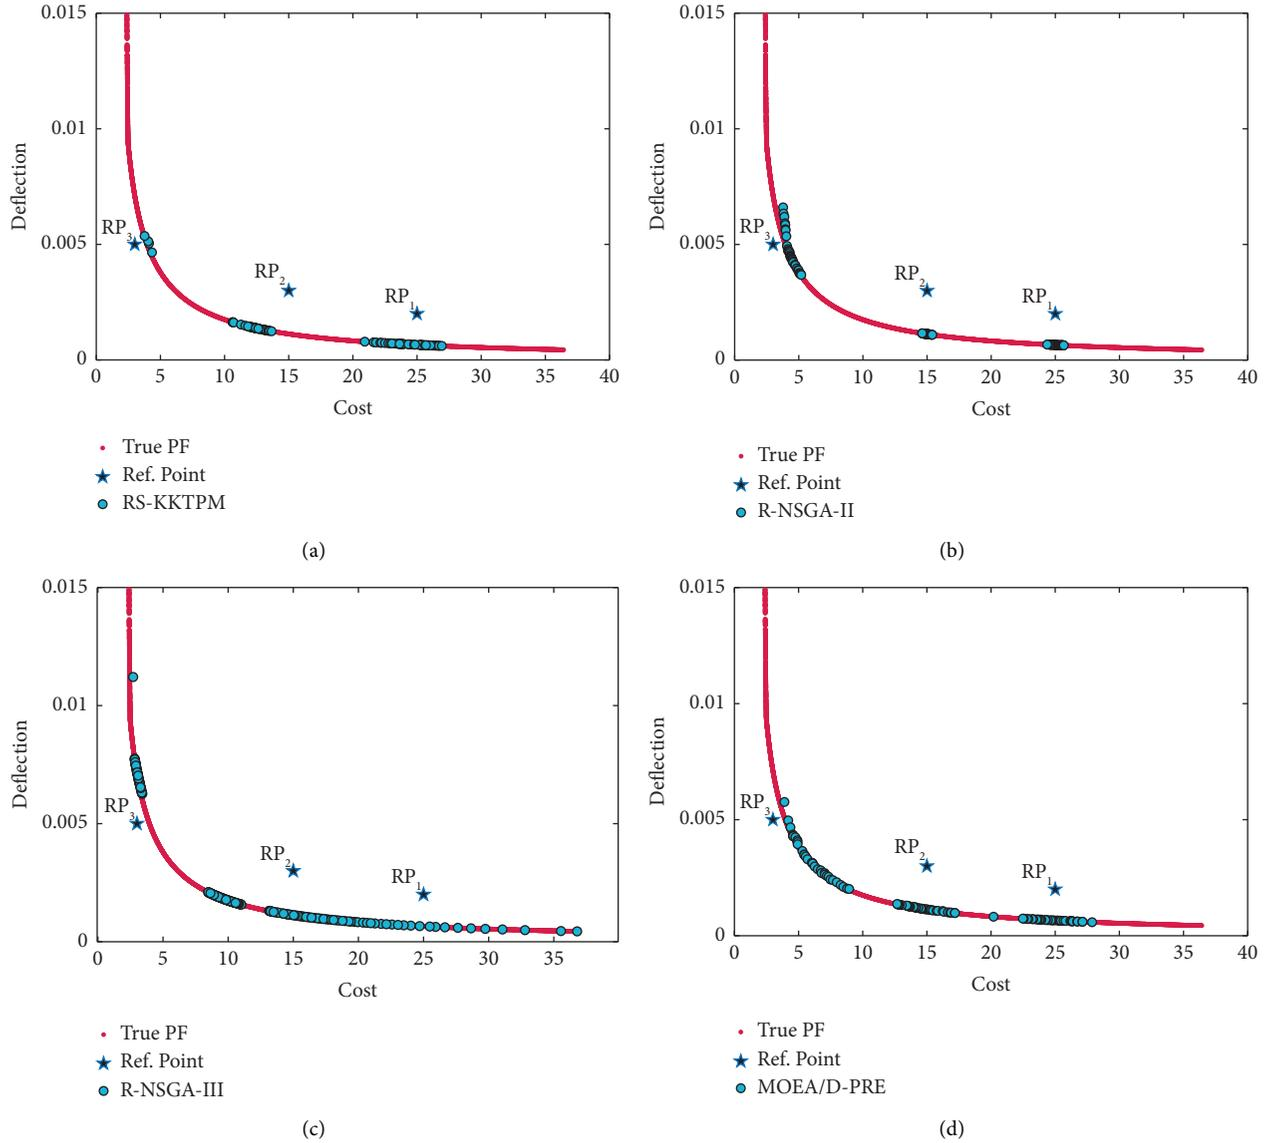 0.015
0.01
0.005
0
Deflection
RP3
RP2
RP1
0 5 10 15 20 25 30 35 40
Cost
True PF
Ref. Point
RS-KKTPM
(a)
0.015
0.01
0.005
0
Deflection
RP3
RP2
RP1
0 5 10 15 20 25 30 35 40
Cost
True PF
Ref. Point
R-NSGA-II
(b)
0.015
0.01
0.005
0
Deflection
RP3
RP2
RP1
0 5 10 15 20 25 30 35
Cost
True PF
Ref. Point
R-NSGA-III
(c)
0.015
0.01
0.005
0
Deflection
RP3
RP2
RP1
0 5 10 15 20 25 30 35 40
Cost
True PF
Ref. Point
MOEA/D-PRE
(d)